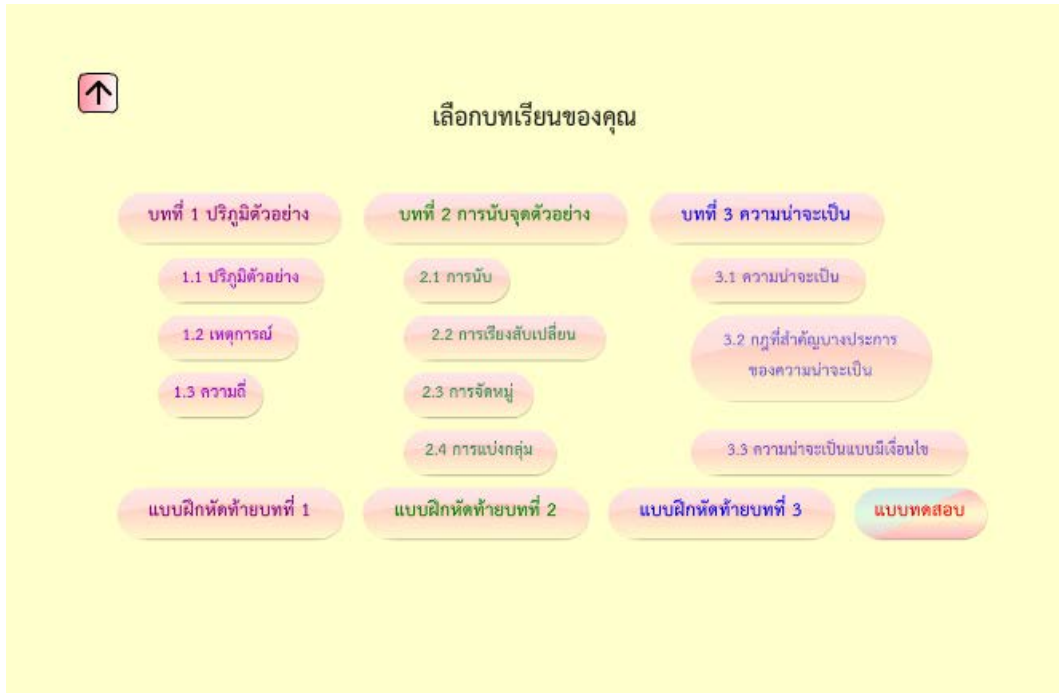 เลือกบทเรียนของคุณ
บทที่ 1 ปริภูมิตัวอย่าง
1.1 ปริภูมิตัวอย่าง
1.2 เหตุการณ์
1.3 ความถี่
แบบฝึกหัดท้ายบทที่ 1
บทที่ 2 การนับจุดตัวอย่าง
2.1 การนับ
2.2 การเรียงสับเปลี่ยน
2.3 การจัดหมู่
2.4 การแบ่งกลุ่ม
แบบฝึกหัดท้ายบทที่ 2
บทที่ 3 ความน่าจะเป็น
3.1 ความน่าจะเป็น
3.2 กฎที่สำคัญบางประการ
ของความน่าจะเป็น
3.3 ความน่าจะเป็นแบบมีเงื่อนไข
แบบฝึกหัดท้ายบทที่ 3
แบบทดสอบ